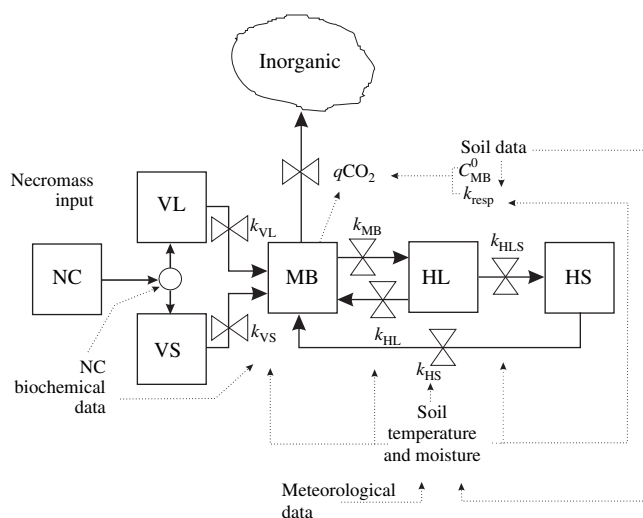 Inorganic
Soil data
qCO₂
C⁰MB
kresp
Necromass
input
VL
kVL
kMB
kHLS
NC
MB
HL
HS
VS
kVS
kHL
kHS
NC
biochemical
data
Soil
temperature
and moisture
Meteorological
data